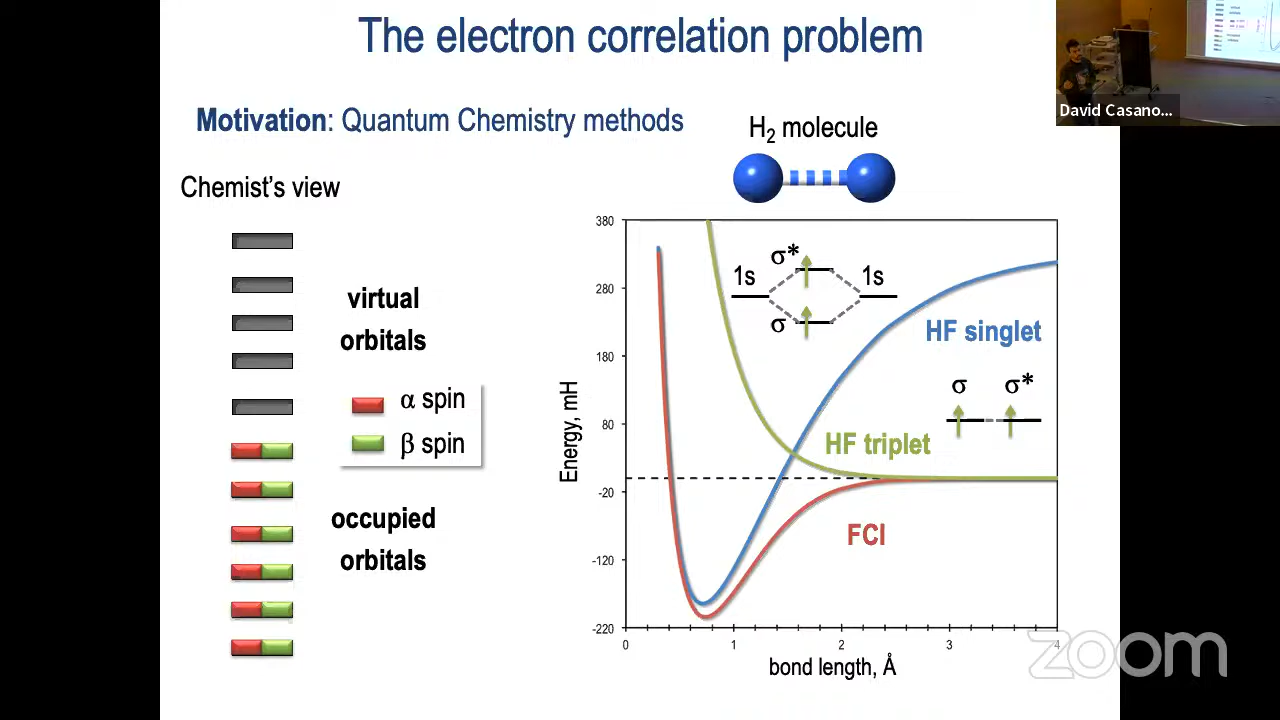 The electron correlation problem
David Casano...
Motivation: Quantum Chemistry methods
H2 molecule
Chemist's view
virtual
orbitals
α spin
β spin
occupied
orbitals
380
280
180
80
-20
-120
-220
Energy, mH
0
1
2
3
4
bond length, Å
σ*
1s
1s
σ
HF singlet
σ σ*
HF triplet
FCI
zoom